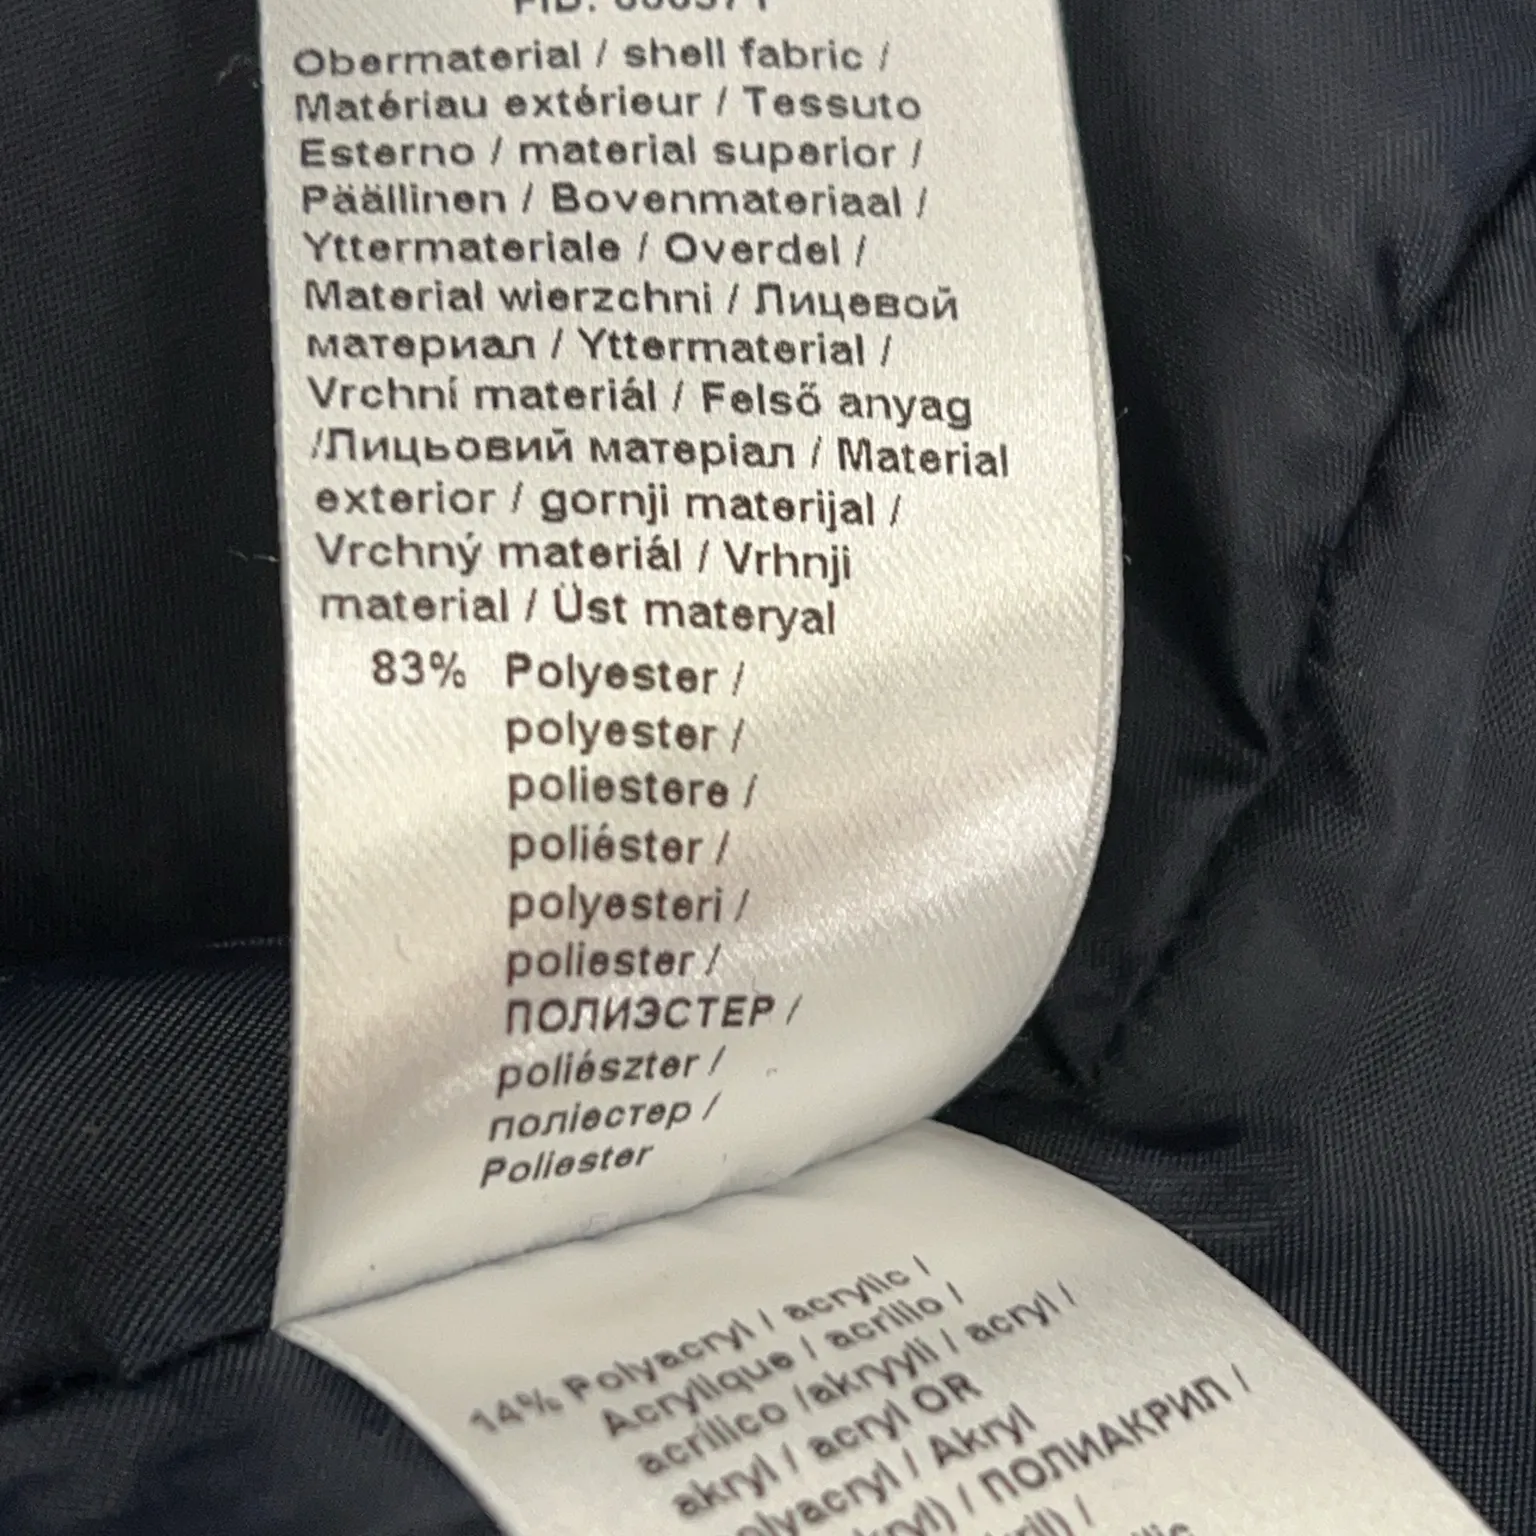 Obermaterial / shell fabric /
Matériau extérieur / Tessuto
Esterno / material superior /
Päällinen / Bovenmateriaal /
Yttermateriale / Overdel /
Materiał wierzchni / Лицевой
материал / Yttermaterial /
Vrchní materiál / Felső anyag
/Лицьовий матеріал / Material
exterior / gornji materijal /
Vrchný materiál / Vrhnji
material / Üst materyal
83% Polyester /
polyester /
poliestere /
poliéster /
polyesteri /
poliester /
ПОЛИЭСТЕР /
poliészter /
поліестер /
Poliester
14% Polyacryl / acrylic /
Acrylique / acrilio /
acrílico /akryyli / acryl /
akryl / acryl OR
/ Akryl
/ ПОЛИАКРИЛ /